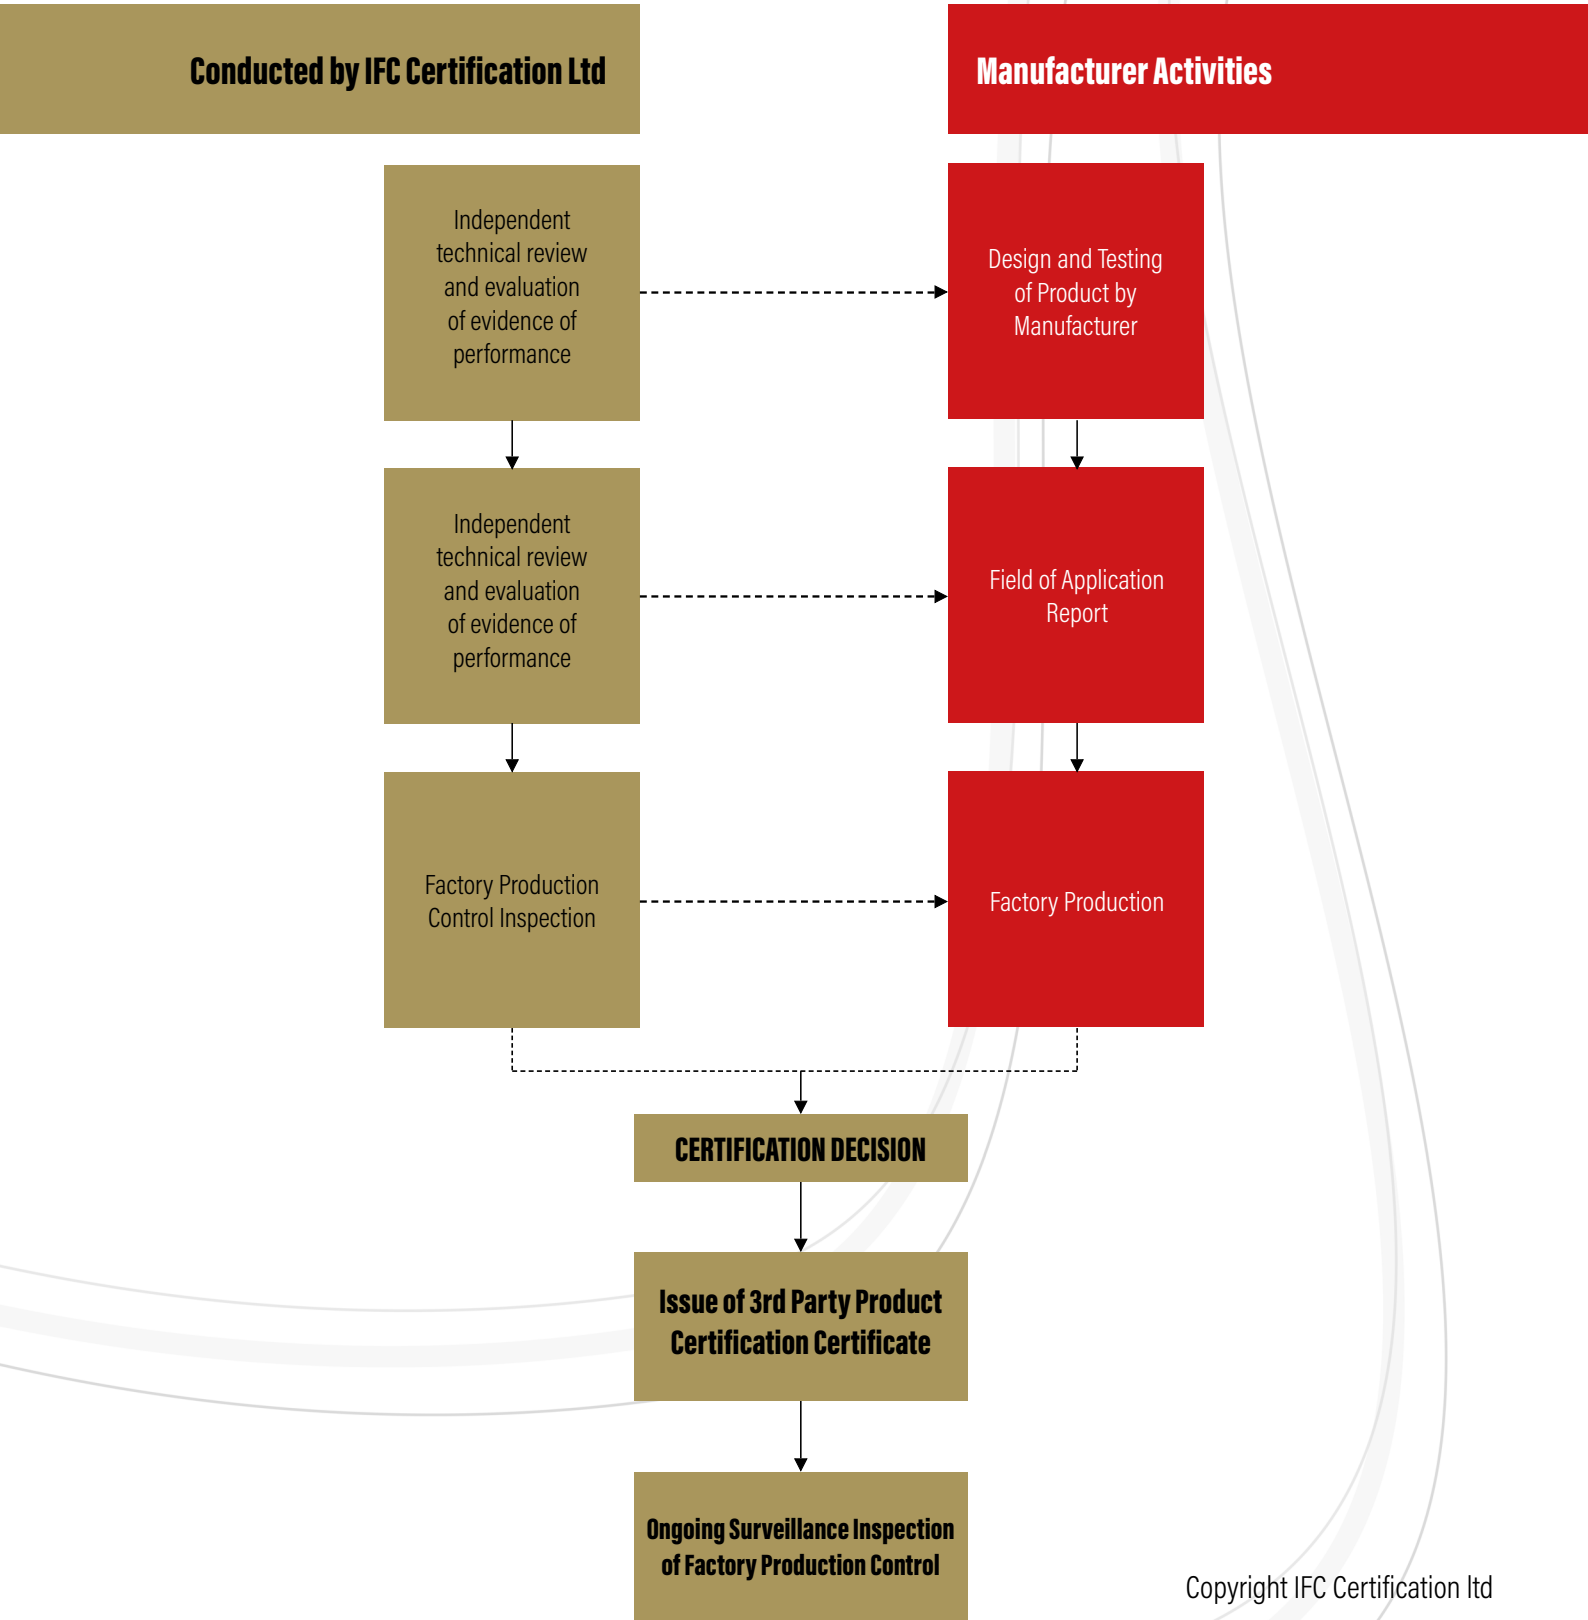 Conducted by IFC Certification Ltd
Manufacturer Activities
Independent
technical review
and evaluation
of evidence of
performance
Design and Testing
of Product by
Manufacturer
Independent
technical review
and evaluation
of evidence of
performance
Field of Application
Report
Factory Production
Control Inspection
Factory Production
CERTIFICATION DECISION
Issue of 3rd Party Product
Certification Certificate
Ongoing Surveillance Inspection
of Factory Production Control
Copyright IFC Certification ltd